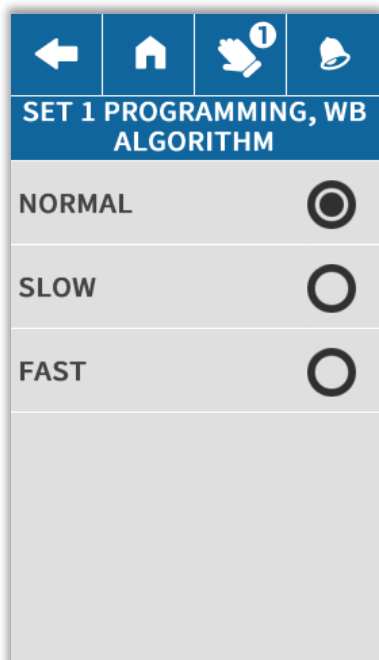 1
SET 1 PROGRAMMING, WB
ALGORITHM
NORMAL
SLOW
FAST